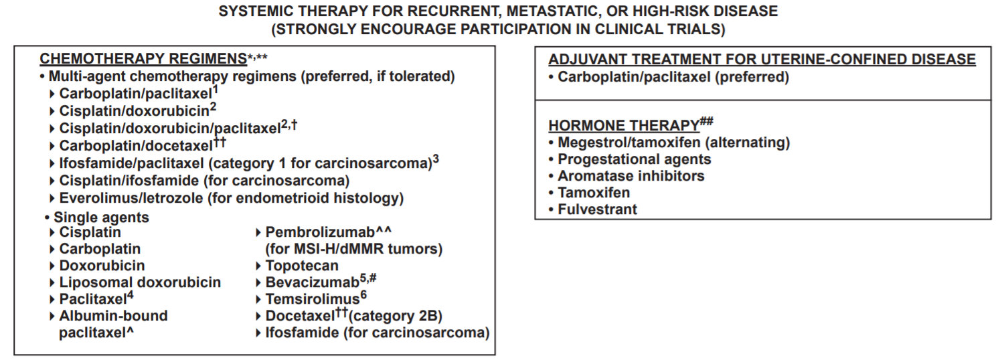 SYSTEMIC THERAPY FOR RECURRENT, METASTATIC, OR HIGH-RISK DISEASE
(STRONGLY ENCOURAGE PARTICIPATION IN CLINICAL TRIALS)
CHEMOTHERAPY REGIMENS*,**
• Multi-agent chemotherapy regimens (preferred, if tolerated)
▸ Carboplatin/paclitaxel1
▸ Cisplatin/doxorubicin2
▸ Cisplatin/doxorubicin/paclitaxel2,†
▸ Carboplatin/docetaxel††
▸ Ifosfamide/paclitaxel (category 1 for carcinosarcoma)3
▸ Cisplatin/ifosfamide (for carcinosarcoma)
▸ Everolimus/letrozole (for endometrioid histology)
• Single agents
▸ Cisplatin
▸ Carboplatin
▸ Doxorubicin
▸ Liposomal doxorubicin
▸ Paclitaxel4
▸ Albumin-bound
paclitaxel^
▸ Pembrolizumab^^
(for MSI-H/dMMR tumors)
▸ Topotecan
▸ Bevacizumab5,#
▸ Temsirolimus6
▸ Docetaxel††(category 2B)
▸ Ifosfamide (for carcinosarcoma)
ADJUVANT TREATMENT FOR UTERINE-CONFINED DISEASE
• Carboplatin/paclitaxel (preferred)
HORMONE THERAPY##
• Megestrol/tamoxifen (alternating)
• Progestational agents
• Aromatase inhibitors
• Tamoxifen
• Fulvestrant